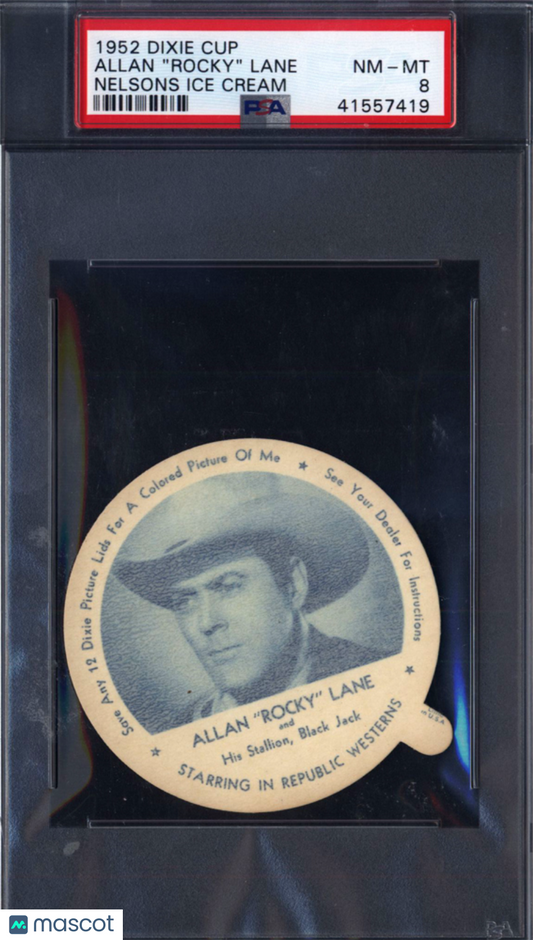 1952 DIXIE CUP
ALLAN "ROCKY" LANE NM - MT
NELSONS ICE CREAM 8
PSA 41557419
Save Any 12 Dixie Picture Lids For A Colored Picture Of Me ★ See Your Dealer For Instructions ★
ALLAN "ROCKY" LANE
and
His Stallion, Black Jack
STARRING IN REPUBLIC WESTERNS ★
U.S.A
PSA
mascot